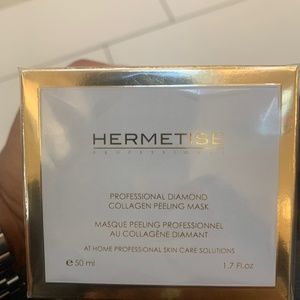 HERMETISE
PROFESSIONAL
PROFESSIONAL DIAMOND
COLLAGEN PEELING MASK
MASQUE PEELING PROFESSIONNEL
AU COLLAGÈNE DIAMANT
AT HOME PROFESSIONAL SKIN CARE SOLUTIONS
e 50 ml
1.7 Fl.oz